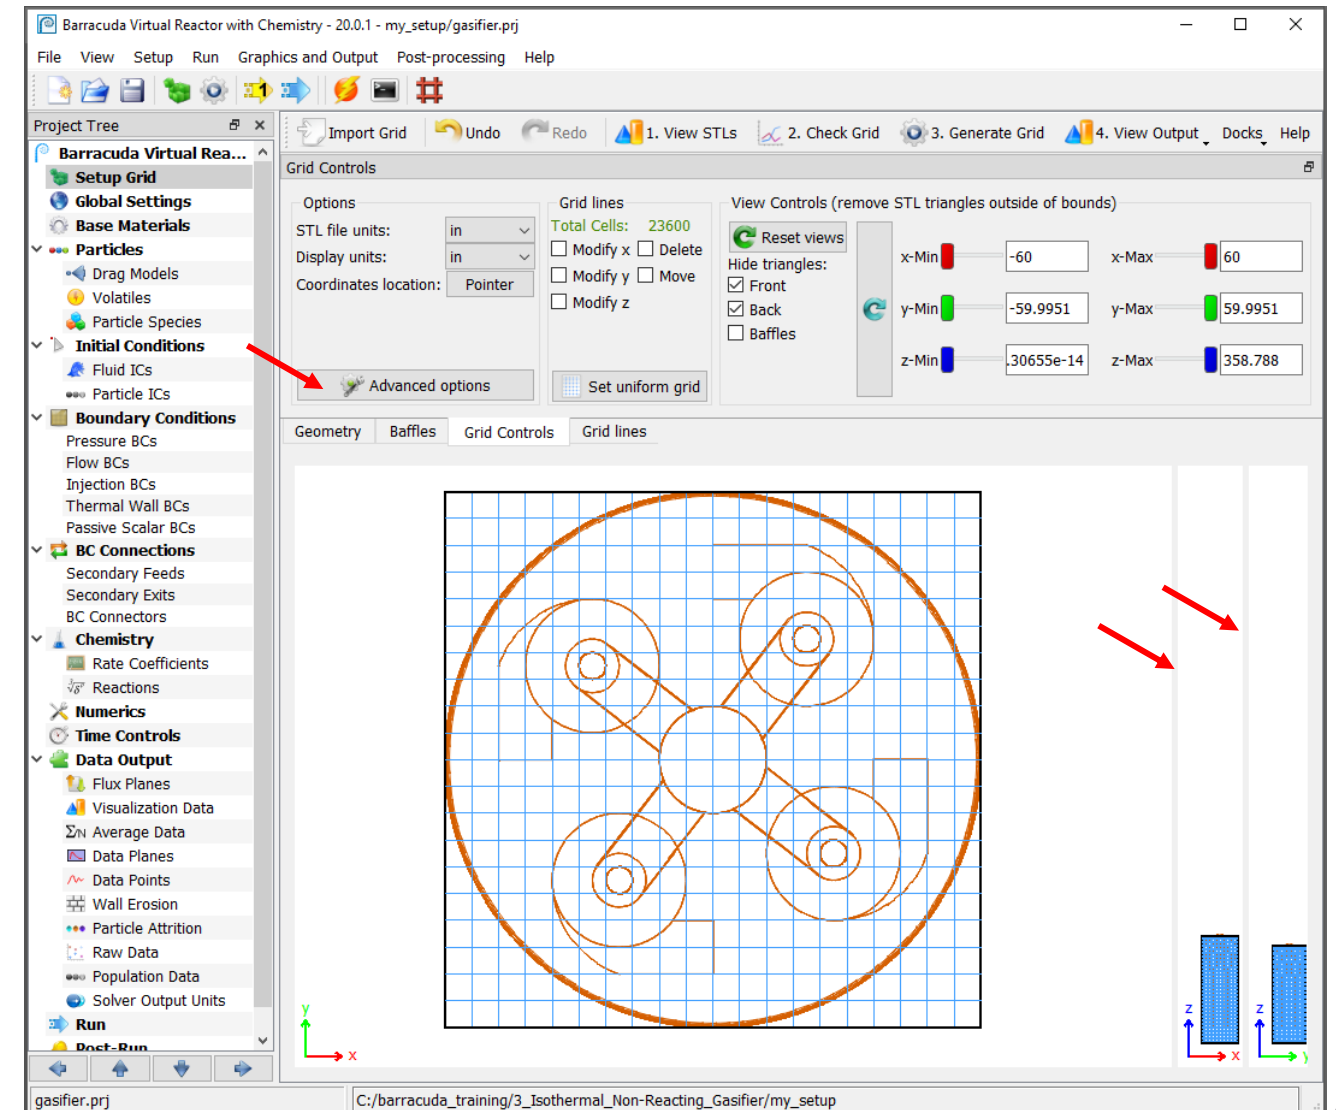 Barracuda Virtual Reactor with Chemistry - 20.0.1 - my_setup/gasifier.prj
File View Setup Run Graphics and Output Post-processing Help
1
Project Tree
Import Grid Undo Redo 1. View STLs 2. Check Grid 3. Generate Grid 4. View Output Docks Help
Barracuda Virtual Rea...
Setup Grid
Global Settings
Base Materials
Particles
Drag Models
Volatiles
Particle Species
Initial Conditions
Fluid ICs
Particle ICs
Boundary Conditions
Pressure BCs
Flow BCs
Injection BCs
Thermal Wall BCs
Passive Scalar BCs
BC Connections
Secondary Feeds
Secondary Exits
BC Connectors
Chemistry
Rate Coefficients
Reactions
Numerics
Time Controls
Data Output
Flux Planes
Visualization Data
Σ/N Average Data
Data Planes
Data Points
Wall Erosion
Particle Attrition
Raw Data
Population Data
Solver Output Units
Run
Post-Run
Grid Controls
Options
STL file units: in
Display units: in
Coordinates location: Pointer
Advanced options
Grid lines
Total Cells: 23600
Modify x Delete
Modify y Move
Modify z
Set uniform grid
View Controls (remove STL triangles outside of bounds)
Reset views
Hide triangles:
Front
Back
Baffles
x-Min -60 x-Max 60
y-Min -59.9951 y-Max 59.9951
z-Min .30655e-14 z-Max 358.788
Geometry Baffles Grid Controls Grid lines
y
x
z
x
z
y
gasifier.prj C:/barracuda_training/3_Isothermal_Non-Reacting_Gasifier/my_setup